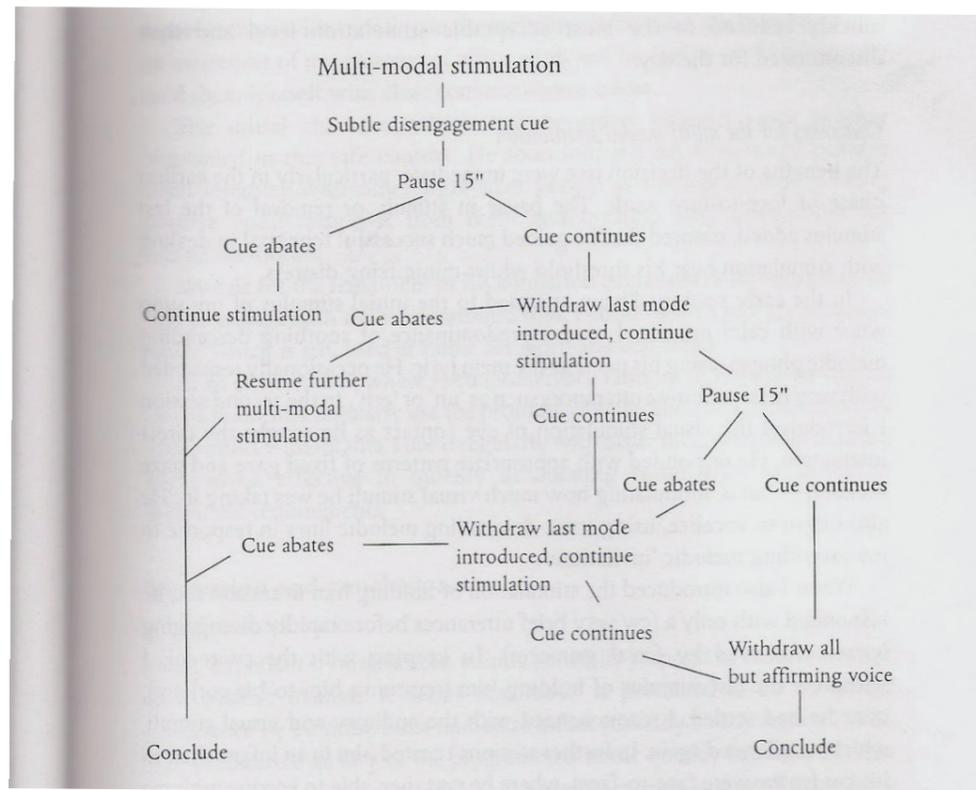 Multi-modal stimulation
Subtle disengagement cue
Pause 15"
Cue abates
Cue continues
Continue stimulation
Cue abates
Withdraw last mode
introduced, continue
stimulation
Resume further
multi-modal
stimulation
Cue continues
Pause 15"
Cue abates
Cue continues
Cue abates
Withdraw last mode
introduced, continue
stimulation
Cue continues
Withdraw all
but affirming voice
Conclude
Conclude